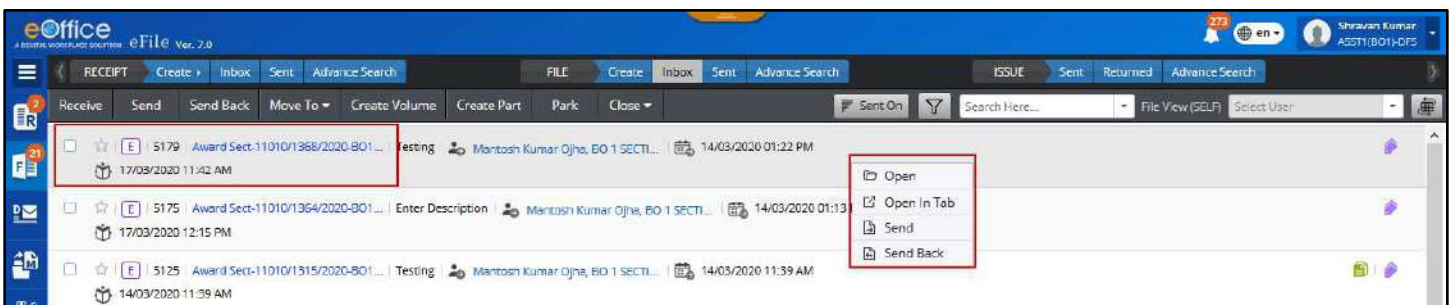 eOffice
A DIGITAL WORKPLACE SOLUTION
eFile Ver. 7.0
273
en
Shravan Kumar
ASST1(BO1)-DFS
RECEIPT Create Inbox Sent Advance Search FILE Create Inbox Sent Advance Search ISSUE Sent Returned Advance Search
Receive Send Send Back Move To Create Volume Create Part Park Close Sent On Search Here... File View (SELF) Select User
2
R
21
F
E 5179 Award Sect-11010/1368/2020-BO1... Testing Mantosh Kumar Ojha, BO 1 SECTI... 14/03/2020 01:22 PM
17/03/2020 11:42 AM
Open
E 5175 Award Sect-11010/1364/2020-BO1... Enter Description Mantosh Kumar Ojha, BO 1 SECTI... 14/03/2020 01:13
Open In Tab
Send
17/03/2020 12:15 PM
Send Back
E 5125 Award Sect-11010/1315/2020-BO1... Testing Mantosh Kumar Ojha, BO 1 SECTI... 14/03/2020 11:39 AM
14/03/2020 11:39 AM
D
M